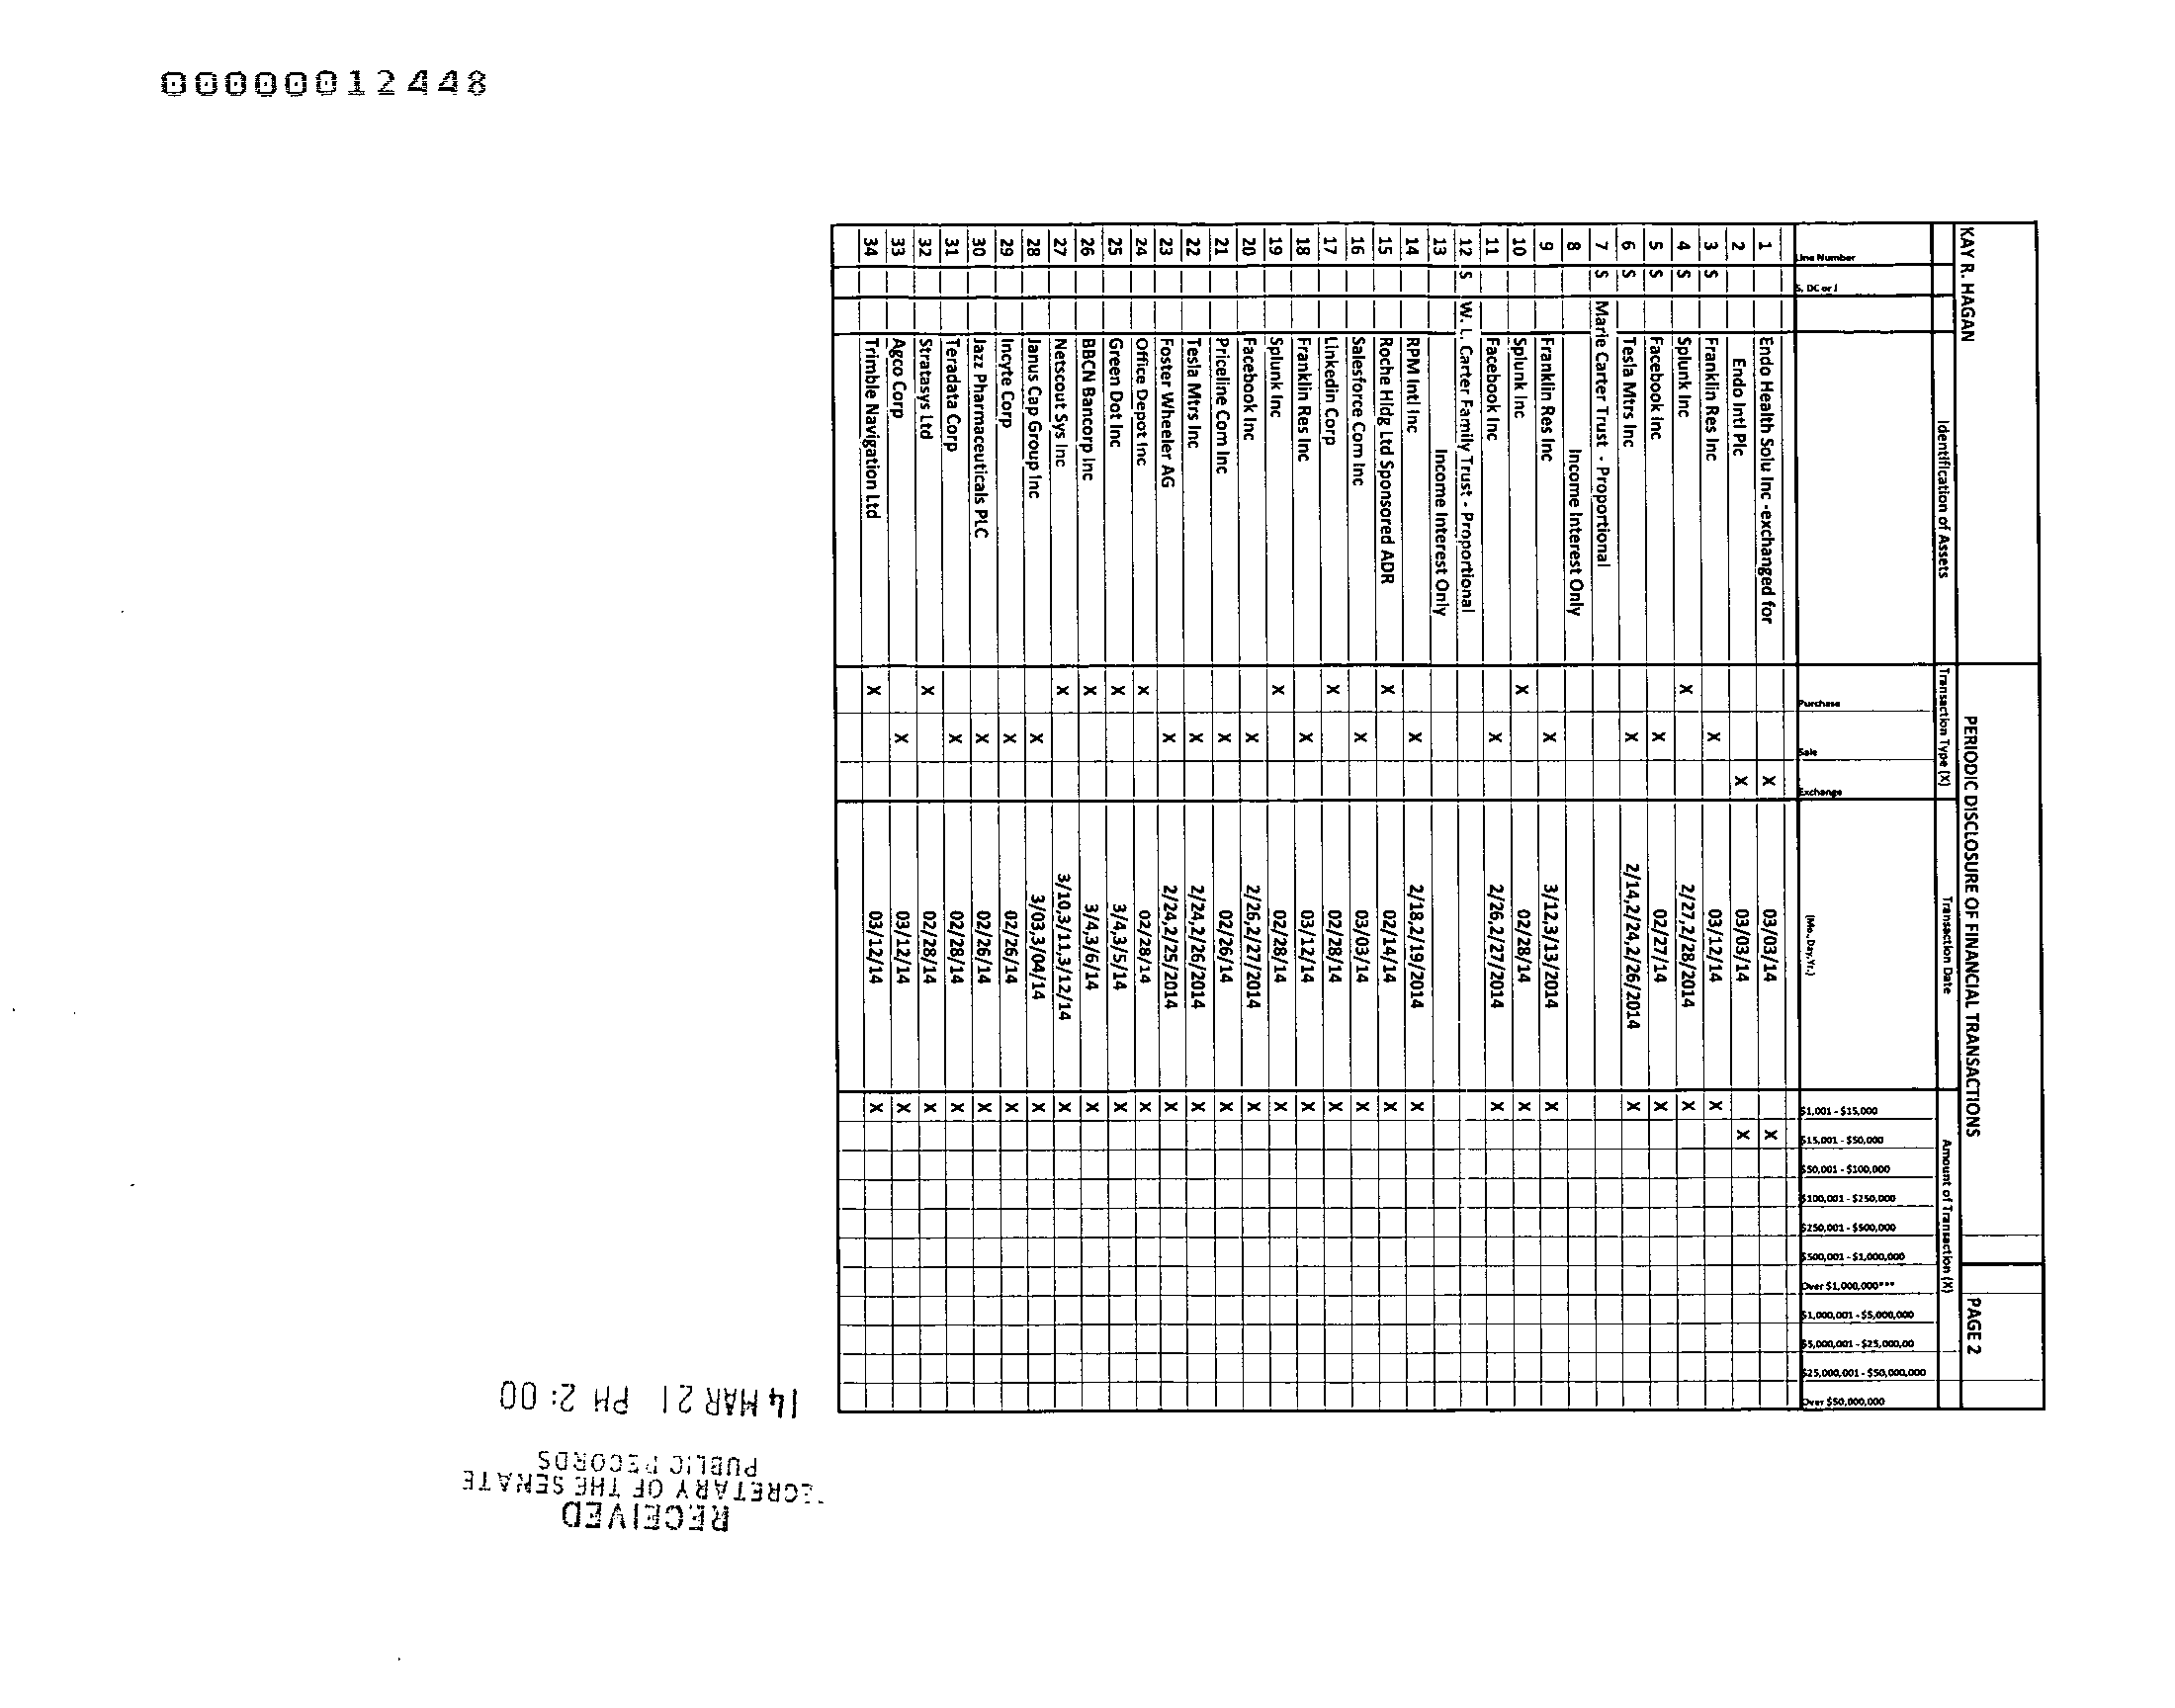 00000012448
KAY R. HAGAN PERIODIC DISCLOSURE OF FINANCIAL TRANSACTIONS PAGE 2
Identification of Assets Transaction Type (X) Transaction Date Amount of Transaction (X)
Line Number S, DC or J Purchase Sale Exchange (Mo., Day, Yr.) $1,001 - $15,000 $15,001 - $50,000 $50,001 - $100,000 $100,001 - $250,000 $250,001 - $500,000 $500,001 - $1,000,000 Over $1,000,000*** $1,000,001 - $5,000,000 $5,000,001 - $25,000,00 $25,000,001 - $50,000,000 Over $50,000,000
1 Endo Health Solu Inc -exchanged for X 03/03/14 X
2 Endo Intl Plc X 03/03/14 X
3 S Franklin Res Inc X 03/12/14 X
4 S Splunk Inc X 2/27,2/28/2014 X
5 S Facebook Inc X 02/27/14 X
6 S Tesla Mtrs Inc X 2/14,2/24,2/26/2014 X
7 S Marie Carter Trust - Proportional
8 Income Interest Only
9 Franklin Res Inc X 3/12,3/13/2014 X
10 Splunk Inc X 02/28/14 X
11 Facebook Inc X 2/26,2/27/2014 X
12 S W. L. Carter Family Trust - Proportional
13 Income Interest Only
14 RPM Intl Inc X 2/18,2/19/2014 X
15 Roche Hldg Ltd Sponsored ADR X 02/14/14 X
16 Salesforce Com Inc X 03/03/14 X
17 Linkedin Corp X 02/28/14 X
18 Franklin Res Inc X 03/12/14 X
19 Splunk Inc X 02/28/14 X
20 Facebook Inc X 2/26,2/27/2014 X
21 Priceline Com Inc X 02/26/14 X
22 Tesla Mtrs Inc X 2/24,2/26/2014 X
23 Foster Wheeler AG X 2/24,2/25/2014 X
24 Office Depot Inc X 02/28/14 X
25 Green Dot Inc X 3/4,3/5/14 X
26 BBCN Bancorp Inc X 3/4,3/6/14 X
27 Netscout Sys Inc X 3/10,3/11,3/12/14 X
28 Janus Cap Group Inc X 3/03,3/04/14 X
29 Incyte Corp X 02/26/14 X
30 Jazz Pharmaceuticals PLC X 02/26/14 X
31 Teradata Corp X 02/28/14 X
32 Stratasys Ltd X 02/28/14 X
33 Agco Corp X 03/12/14 X
34 Trimble Navigation Ltd X 03/12/14 X
RECEIVED
SECRETARY OF THE SENATE
PUBLIC RECORDS
14 MAR 21 PM 2:00